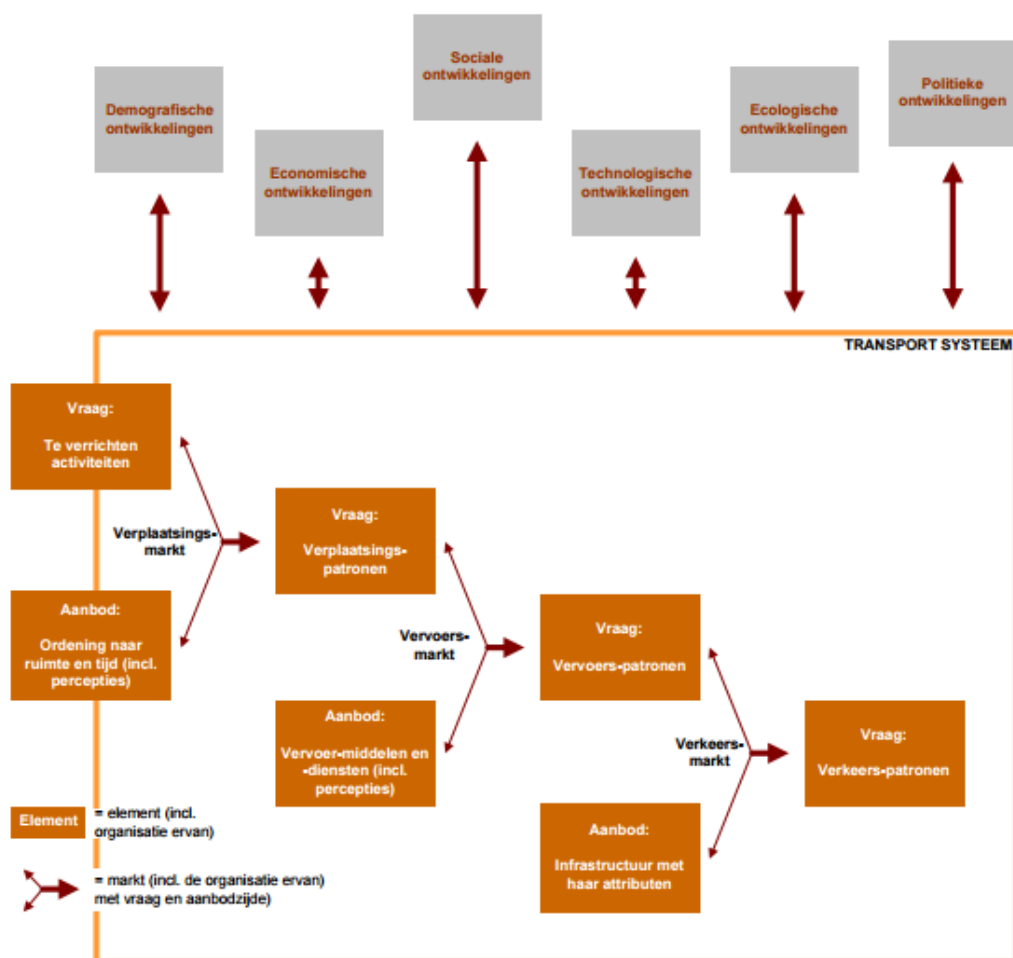 Sociale
ontwikkelingen
Politieke
ontwikkelingen
Demografische
ontwikkelingen
Ecologische
ontwikkelingen
Economische
ontwikkelingen
Technologische
ontwikkelingen
TRANSPORT SYSTEEM
Vraag:
Te verrichten
activiteiten
Verplaatsings-
markt
Aanbod:
Ordening naar
ruimte en tijd (incl.
percepties)
Vraag:
Verplaatsings-
patronen
Vervoers-
markt
Aanbod:
Vervoer-middelen en
-diensten (incl.
percepties)
Vraag:
Vervoers-patronen
Verkeers-
markt
Aanbod:
Infrastructuur met
haar attributen
Vraag:
Verkeers-patronen
Element
= element (incl.
organisatie ervan)
= markt (incl. de organisatie ervan)
met vraag en aanbodzijde)